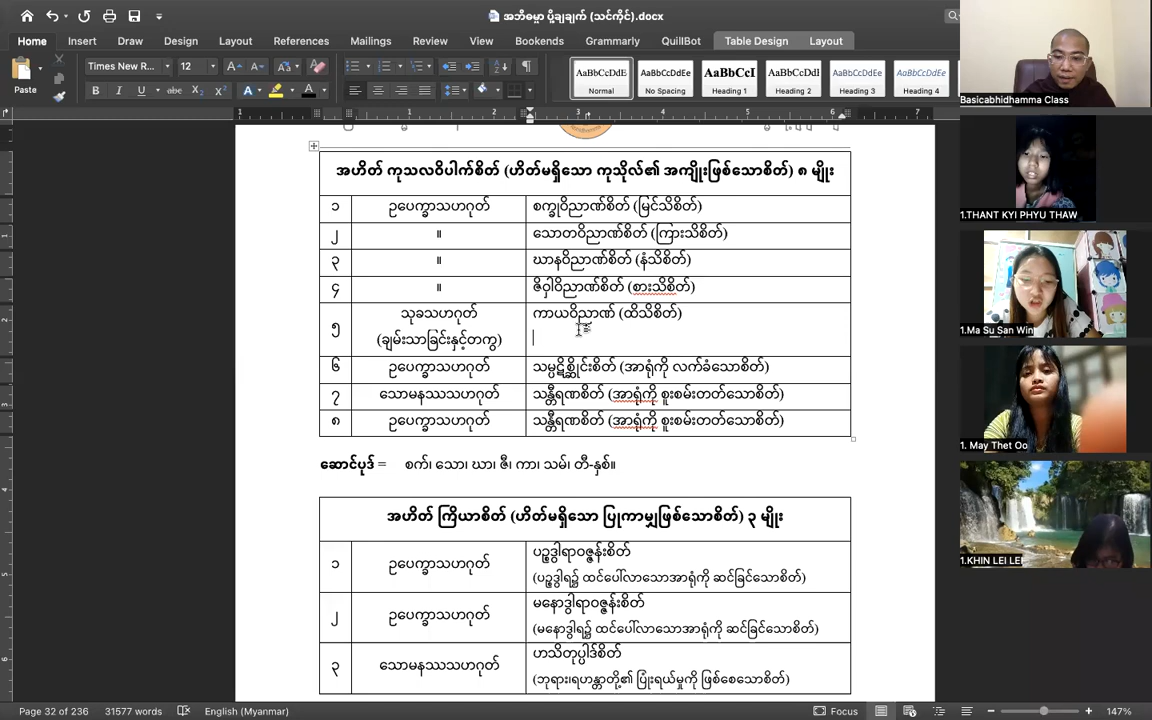 အဘိဓမ္မာ ပို့ချချက် (သင်ကိုင်).docx
Home Insert Draw Design Layout References Mailings Review View Bookends Grammarly QuillBot Table Design Layout
Paste
Times New R... 12
AaBbCcDdE AaBbCcDdEe AaBbCcI AaBbCcDdI AaBbCcDdEe AaBbCcDdEe
Normal No Spacing Heading 1 Heading 2 Heading 3 Heading 4
Basicabhidhamma Class
အဟိတ် ကုသလဝိပါက်စိတ် (ဟိတ်မရှိသော ကုသိုလ်၏ အကျိုးဖြစ်သောစိတ်) ၈ မျိုး
၁ ဥပေက္ခာသဟဂုတ် စက္ခုဝိညာဏ်စိတ် (မြင်သိစိတ်)
၂ ။ သောတဝိညာဏ်စိတ် (ကြားသိစိတ်)
၃ ။ ဃာနဝိညာဏ်စိတ် (နံသိစိတ်)
၄ ။ ဇိဝှါဝိညာဏ်စိတ် (စားသိစိတ်)
၅ သုခသဟဂုတ် ကာယဝိညာဏ် (ထိသိစိတ်)
(ချမ်းသာခြင်းနှင့်တကွ)
၆ ဥပေက္ခာသဟဂုတ် သမ္ပဋိစ္ဆိုင်းစိတ် (အာရုံကို လက်ခံသောစိတ်)
၇ သောမနဿသဟဂုတ် သန္တီရဏစိတ် (အာရုံကို စူးစမ်းတတ်သောစိတ်)
၈ ဥပေက္ခာသဟဂုတ် သန္တီရဏစိတ် (အာရုံကို စူးစမ်းတတ်သောစိတ်)
ဆောင်ပုဒ် = စက်၊ သော၊ ဃာ၊ ဇီ၊ ကာ၊ သမ်၊ တီ-နှစ်။
အဟိတ် ကြိယာစိတ် (ဟိတ်မရှိသော ပြုကာမျှဖြစ်သောစိတ်) ၃ မျိုး
၁ ဥပေက္ခာသဟဂုတ် ပဉ္စဒွါရာဝဇ္ဇန်းစိတ်
(ပဉ္စဒွါရ၌ ထင်ပေါ်လာသောအာရုံကို ဆင်ခြင်သောစိတ်)
၂ ဥပေက္ခာသဟဂုတ် မနောဒွါရာဝဇ္ဇန်းစိတ်
(မနောဒွါရ၌ ထင်ပေါ်လာသောအာရုံကို ဆင်ခြင်သောစိတ်)
၃ သောမနဿသဟဂုတ် ဟသိတုပ္ပါဒ်စိတ်
(ဘုရား၊ရဟန္တာတို့၏ ပြုံးရယ်မှုကို ဖြစ်စေသောစိတ်)
1.THANT KYI PHYU THAW
1.Ma Su San Win
1. May Thet Oo
1.KHIN LEI LEI
Page 32 of 236 31577 words English (Myanmar) Focus 147%